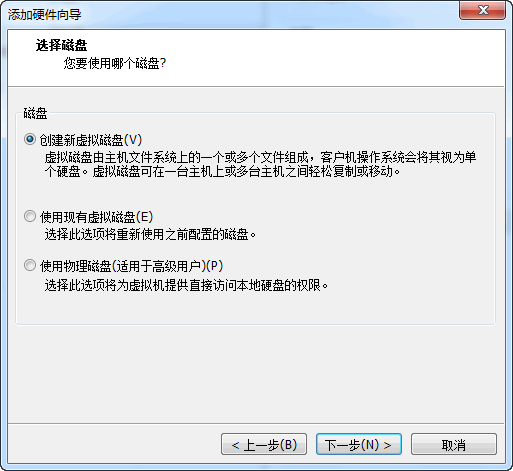 添加硬件向导
选择磁盘
您要使用哪个磁盘?
磁盘
创建新虚拟磁盘(V)
虚拟磁盘由主机文件系统上的一个或多个文件组成，客户机操作系统会将其视为单
个硬盘。虚拟磁盘可在一台主机上或多台主机之间轻松复制或移动。
使用现有虚拟磁盘(E)
选择此选项将重新使用之前配置的磁盘。
使用物理磁盘(适用于高级用户)(P)
选择此选项将为虚拟机提供直接访问本地硬盘的权限。
< 上一步(B) 下一步(N) > 取消